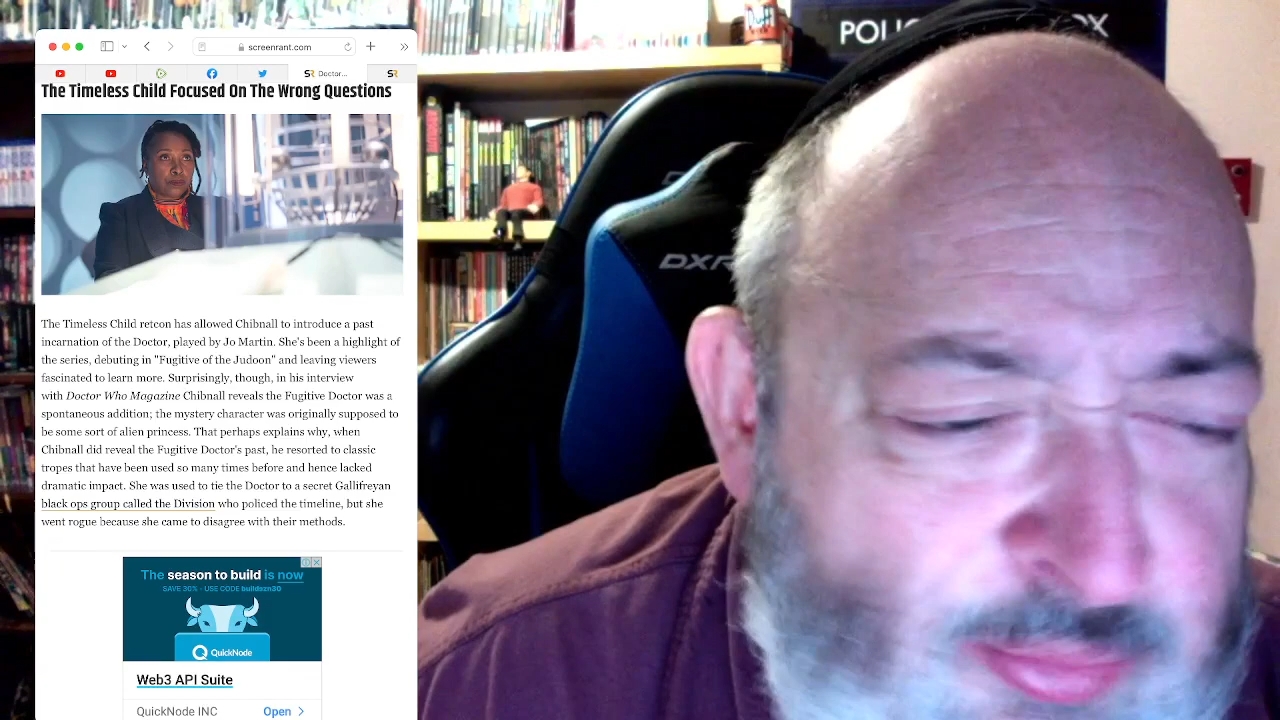 screenrant.com
Doctor...
The Timeless Child Focused On The Wrong Questions
The Timeless Child retcon has allowed Chibnall to introduce a past
incarnation of the Doctor, played by Jo Martin. She's been a highlight of
the series, debuting in "Fugitive of the Judoon" and leaving viewers
fascinated to learn more. Surprisingly, though, in his interview
with Doctor Who Magazine Chibnall reveals the Fugitive Doctor was a
spontaneous addition; the mystery character was originally supposed to
be some sort of alien princess. That perhaps explains why, when
Chibnall did reveal the Fugitive Doctor's past, he resorted to classic
tropes that have been used so many times before and hence lacked
dramatic impact. She was used to tie the Doctor to a secret Gallifreyan
black ops group called the Division who policed the timeline, but she
went rogue because she came to disagree with their methods.
The season to build is now
SAVE 30% - USE CODE buildszn30
QuickNode
Web3 API Suite
QuickNode INC
Open
Duff
POLI
OX
DXR